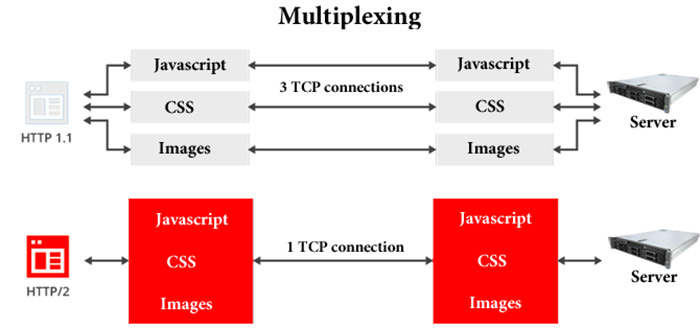 Multiplexing
Javascript
Javascript
3 TCP connections
CSS
CSS
HTTP 1.1
Server
Images
Images
Javascript
Javascript
1 TCP connection
CSS
CSS
HTTP/2
Server
Images
Images